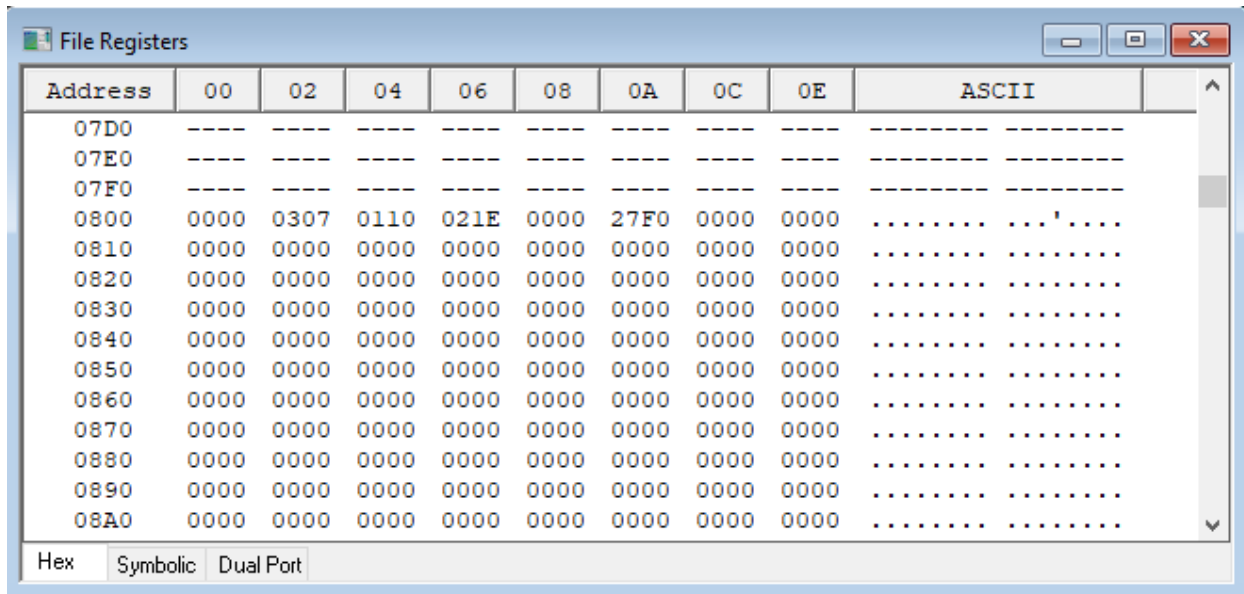 File Registers
Address 00 02 04 06 08 0A 0C 0E ASCII
07D0 ---- ---- ---- ---- ---- ---- ---- ---- -------- --------
07E0 ---- ---- ---- ---- ---- ---- ---- ---- -------- --------
07F0 ---- ---- ---- ---- ---- ---- ---- ---- -------- --------
0800 0000 0307 0110 021E 0000 27F0 0000 0000 ........ ...'....
0810 0000 0000 0000 0000 0000 0000 0000 0000 ........ ........
0820 0000 0000 0000 0000 0000 0000 0000 0000 ........ ........
0830 0000 0000 0000 0000 0000 0000 0000 0000 ........ ........
0840 0000 0000 0000 0000 0000 0000 0000 0000 ........ ........
0850 0000 0000 0000 0000 0000 0000 0000 0000 ........ ........
0860 0000 0000 0000 0000 0000 0000 0000 0000 ........ ........
0870 0000 0000 0000 0000 0000 0000 0000 0000 ........ ........
0880 0000 0000 0000 0000 0000 0000 0000 0000 ........ ........
0890 0000 0000 0000 0000 0000 0000 0000 0000 ........ ........
08A0 0000 0000 0000 0000 0000 0000 0000 0000 ........ ........
Hex Symbolic Dual Port